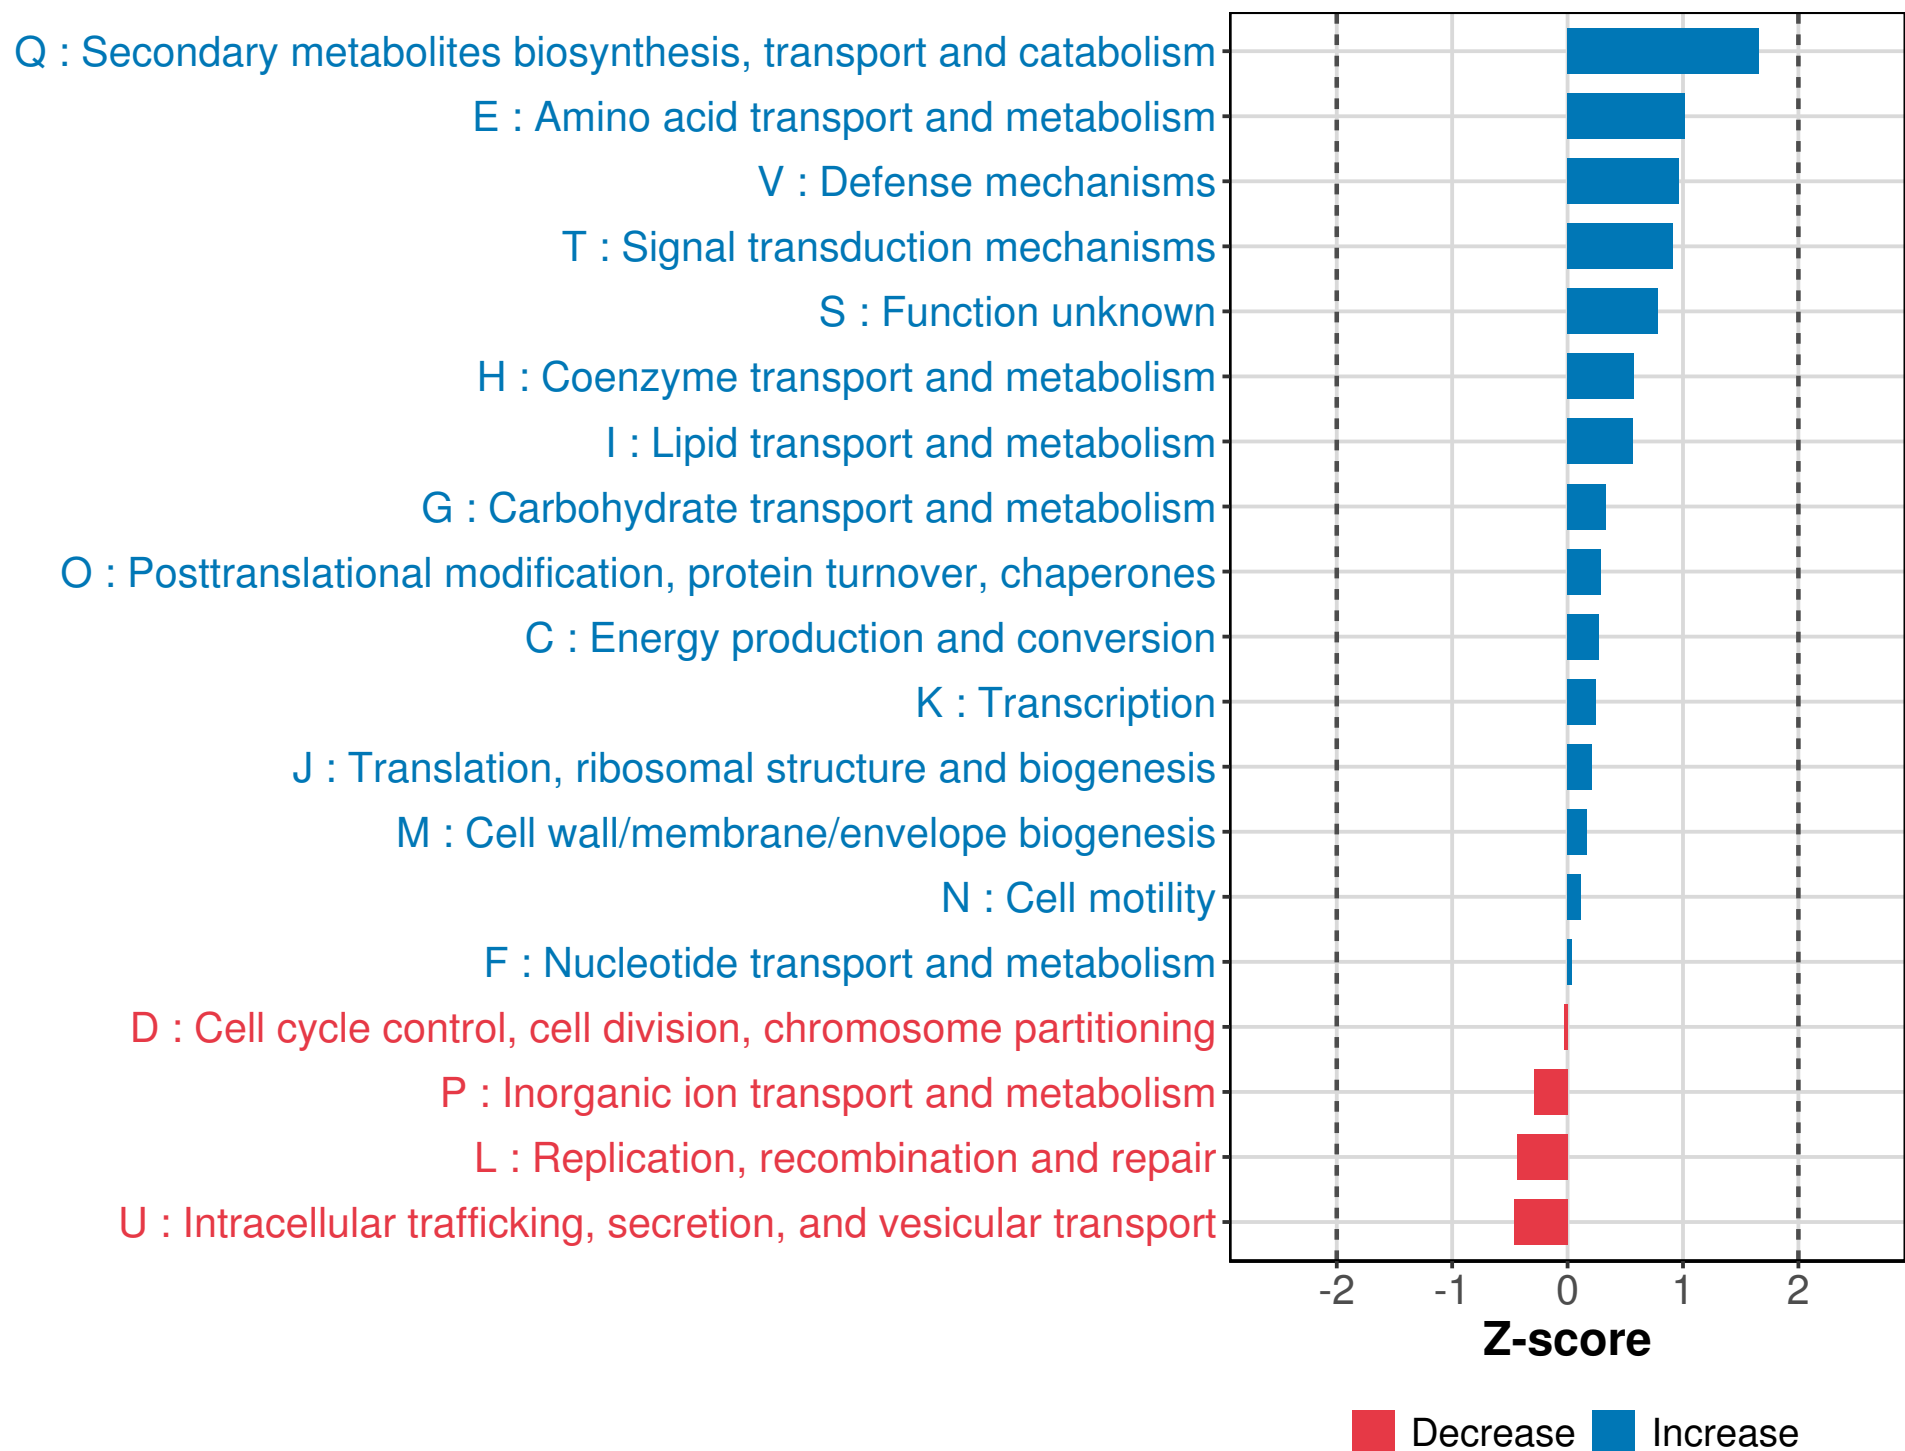 Q : Secondary metabolites biosynthesis, transport and catabolism
E : Amino acid transport and metabolism
V : Defense mechanisms
T : Signal transduction mechanisms
S : Function unknown
H : Coenzyme transport and metabolism
I : Lipid transport and metabolism
G : Carbohydrate transport and metabolism
O : Posttranslational modification, protein turnover, chaperones
C : Energy production and conversion
K : Transcription
J : Translation, ribosomal structure and biogenesis
M : Cell wall/membrane/envelope biogenesis
N : Cell motility
F : Nucleotide transport and metabolism
D : Cell cycle control, cell division, chromosome partitioning
P : Inorganic ion transport and metabolism
L : Replication, recombination and repair
U : Intracellular trafficking, secretion, and vesicular transport
-2 -1 0 1 2
Z-score
Decrease Increase